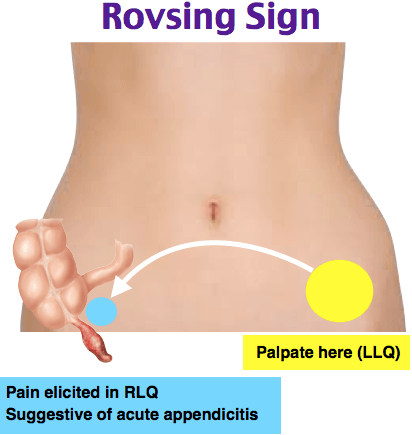 Rovsing Sign
Palpate here (LLQ)
Pain elicited in RLQ
Suggestive of acute appendicitis